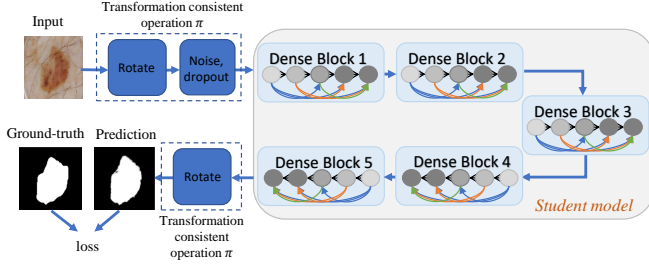 Input
Transformation consistent
operation π
Rotate
Noise,
dropout
Dense Block 1
Dense Block 2
Dense Block 3
Dense Block 4
Dense Block 5
Student model
Rotate
Transformation
consistent
operation π
Ground-truth
Prediction
loss